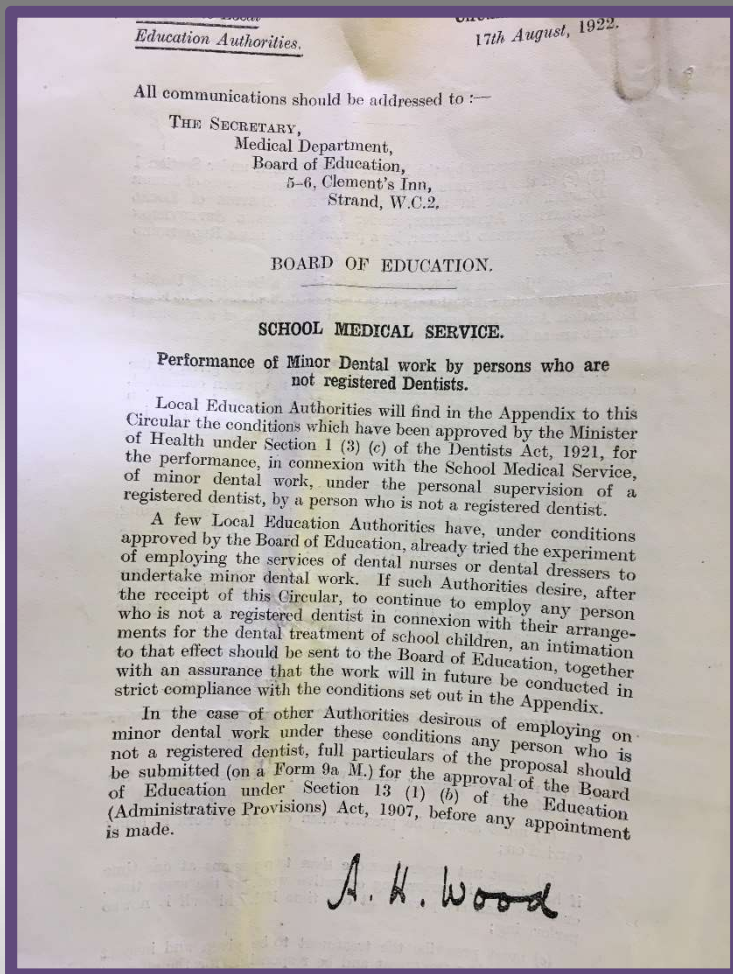 Local
Education Authorities.
17th August, 1922.
All communications should be addressed to :—
THE SECRETARY,
Medical Department,
Board of Education,
5–6, Clement's Inn,
Strand, W.C.2.
BOARD OF EDUCATION.
SCHOOL MEDICAL SERVICE.
Performance of Minor Dental work by persons who are
not registered Dentists.
Local Education Authorities will find in the Appendix to this
Circular the conditions which have been approved by the Minister
of Health under Section 1 (3) (c) of the Dentists Act, 1921, for
the performance, in connexion with the School Medical Service,
of minor dental work, under the personal supervision of a
registered dentist, by a person who is not a registered dentist.
A few Local Education Authorities have, under conditions
approved by the Board of Education, already tried the experiment
of employing the services of dental nurses or dental dressers to
undertake minor dental work. If such Authorities desire, after
the receipt of this Circular, to continue to employ any person
who is not a registered dentist in connexion with their arrange-
ments for the dental treatment of school children, an intimation
to that effect should be sent to the Board of Education, together
with an assurance that the work will in future be conducted in
strict compliance with the conditions set out in the Appendix.
In the case of other Authorities desirous of employing on
minor dental work under these conditions any person who is
not a registered dentist, full particulars of the proposal should
be submitted (on a Form 9a M.) for the approval of the Board
of Education under Section 13 (1) (b) of the Education
(Administrative Provisions) Act, 1907, before any appointment
is made.
A. H. Wood